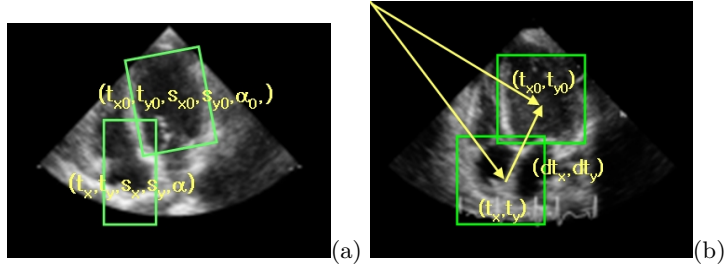 (t_x0,t_y0,s_x0,s_y0,α_0,)
(t_x,t_y,s_x,s_y,α)
(a)
(t_x0,t_y0)
(dt_x,dt_y)
(t_x,t_y)
(b)